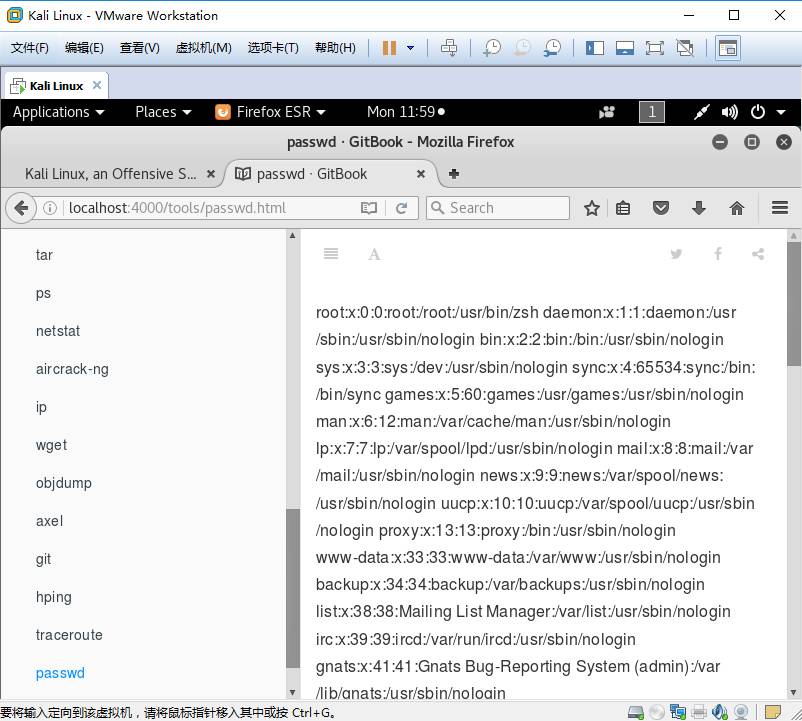 Kali Linux - VMware Workstation
文件(F) 编辑(E) 查看(V) 虚拟机(M) 选项卡(T) 帮助(H)
Kali Linux
Applications Places Firefox ESR Mon 11:59 1
passwd · GitBook - Mozilla Firefox
Kali Linux, an Offensive S... passwd · GitBook
localhost:4000/tools/passwd.html Search
tar
ps
netstat
aircrack-ng
ip
wget
objdump
axel
git
hping
traceroute
passwd
A
root:x:0:0:root:/root:/usr/bin/zsh daemon:x:1:1:daemon:/usr
/sbin:/usr/sbin/nologin bin:x:2:2:bin:/bin:/usr/sbin/nologin
sys:x:3:3:sys:/dev:/usr/sbin/nologin sync:x:4:65534:sync:/bin:
/bin/sync games:x:5:60:games:/usr/games:/usr/sbin/nologin
man:x:6:12:man:/var/cache/man:/usr/sbin/nologin
lp:x:7:7:lp:/var/spool/lpd:/usr/sbin/nologin mail:x:8:8:mail:/var
/mail:/usr/sbin/nologin news:x:9:9:news:/var/spool/news:
/usr/sbin/nologin uucp:x:10:10:uucp:/var/spool/uucp:/usr/sbin
/nologin proxy:x:13:13:proxy:/bin:/usr/sbin/nologin
www-data:x:33:33:www-data:/var/www:/usr/sbin/nologin
backup:x:34:34:backup:/var/backups:/usr/sbin/nologin
list:x:38:38:Mailing List Manager:/var/list:/usr/sbin/nologin
irc:x:39:39:ircd:/var/run/ircd:/usr/sbin/nologin
gnats:x:41:41:Gnats Bug-Reporting System (admin):/var
/lib/gnats:/usr/sbin/nologin
要将输入定向到该虚拟机，请将鼠标指针移入其中或按 Ctrl+G。